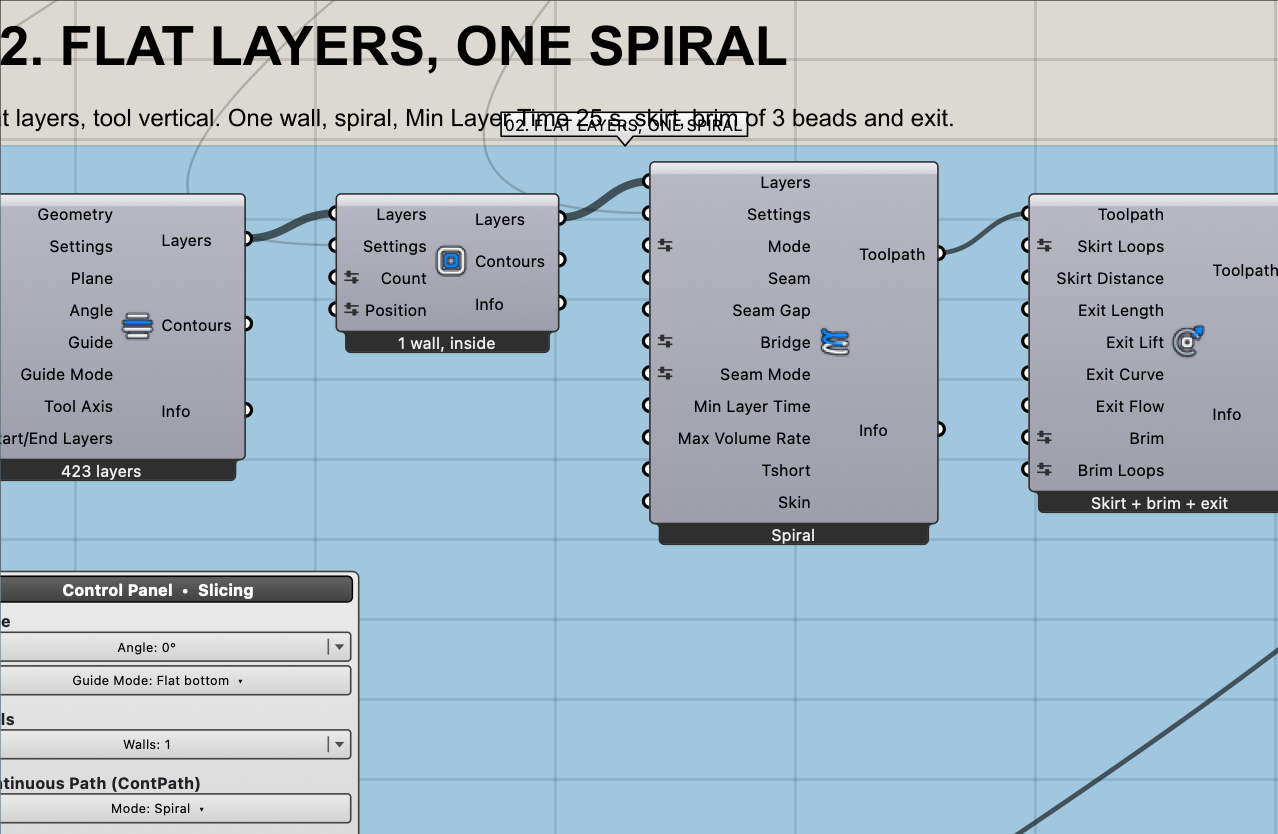 2. FLAT LAYERS, ONE SPIRAL
t layers, tool vertical. One wall, spiral, Min Layer Time 25 s, skirt, brim of 3 beads and exit.
02. FLAT LAYERS, ONE SPIRAL
Geometry
Settings
Plane
Angle
Guide
Guide Mode
Tool Axis
tart/End Layers
Layers
Contours
Info
423 layers
Layers
Settings
Count
Position
Layers
Contours
Info
1 wall, inside
Layers
Settings
Mode
Seam
Seam Gap
Bridge
Seam Mode
Min Layer Time
Max Volume Rate
Tshort
Skin
Toolpath
Info
Spiral
Toolpath
Skirt Loops
Skirt Distance
Exit Length
Exit Lift
Exit Curve
Exit Flow
Brim
Brim Loops
Toolpath
Info
Skirt + brim + exit
Control Panel • Slicing
e
Angle: 0°
Guide Mode: Flat bottom
ls
Walls: 1
ntinuous Path (ContPath)
Mode: Spiral